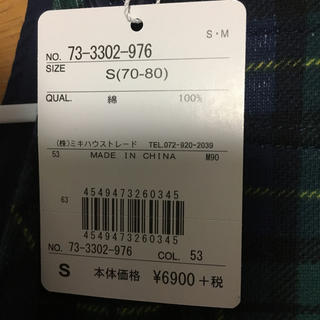 S・M
NO. 73-3302-976
SIZE
S(70-80)
QUAL. 綿 100%
(株)ミキハウストレード TEL.072-920-2039
53 MADE IN CHINA M90
4549473260345
63
4549473260345
NO. 73-3302-976 COL. 53
S 本体価格 ¥6900 +税